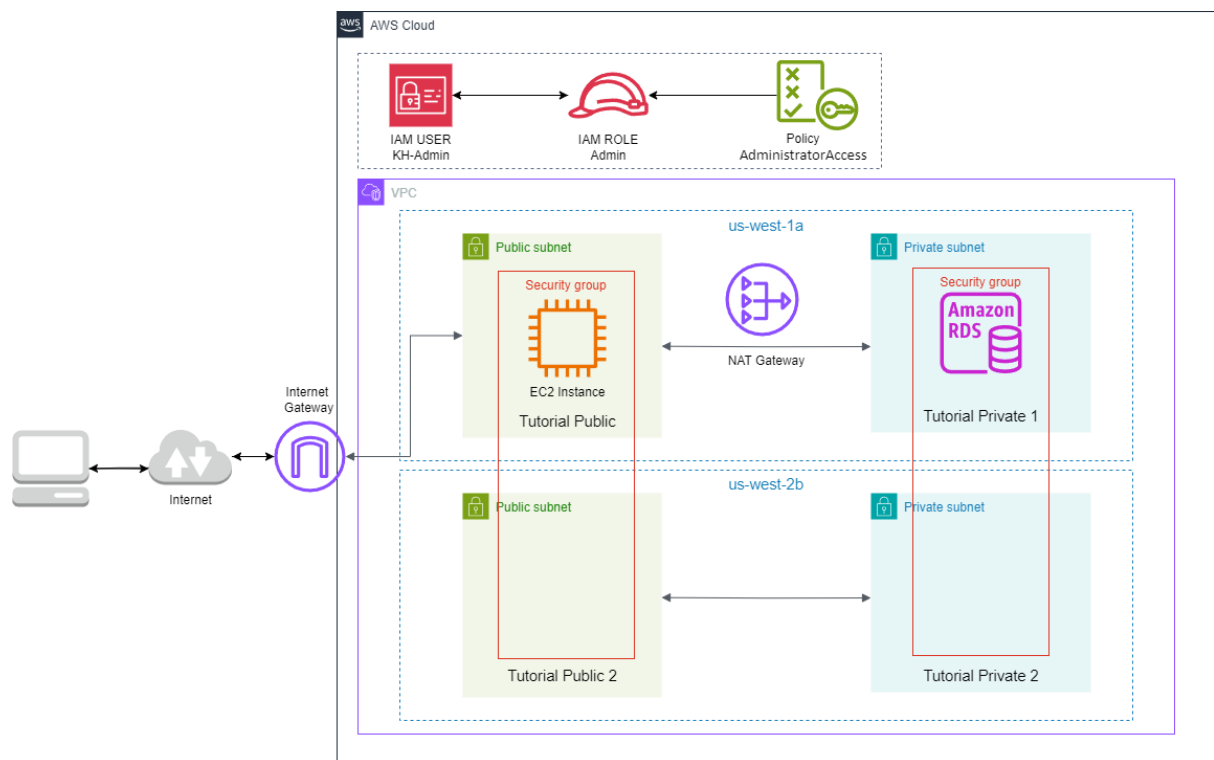 aws
AWS Cloud
IAM USER
KH-Admin
IAM ROLE
Admin
Policy
AdministratorAccess
VPC
us-west-1a
Public subnet
Security group
EC2 Instance
Tutorial Public
NAT Gateway
Private subnet
Security group
Amazon
RDS
Tutorial Private 1
Internet
Gateway
Internet
us-west-2b
Public subnet
Tutorial Public 2
Private subnet
Tutorial Private 2